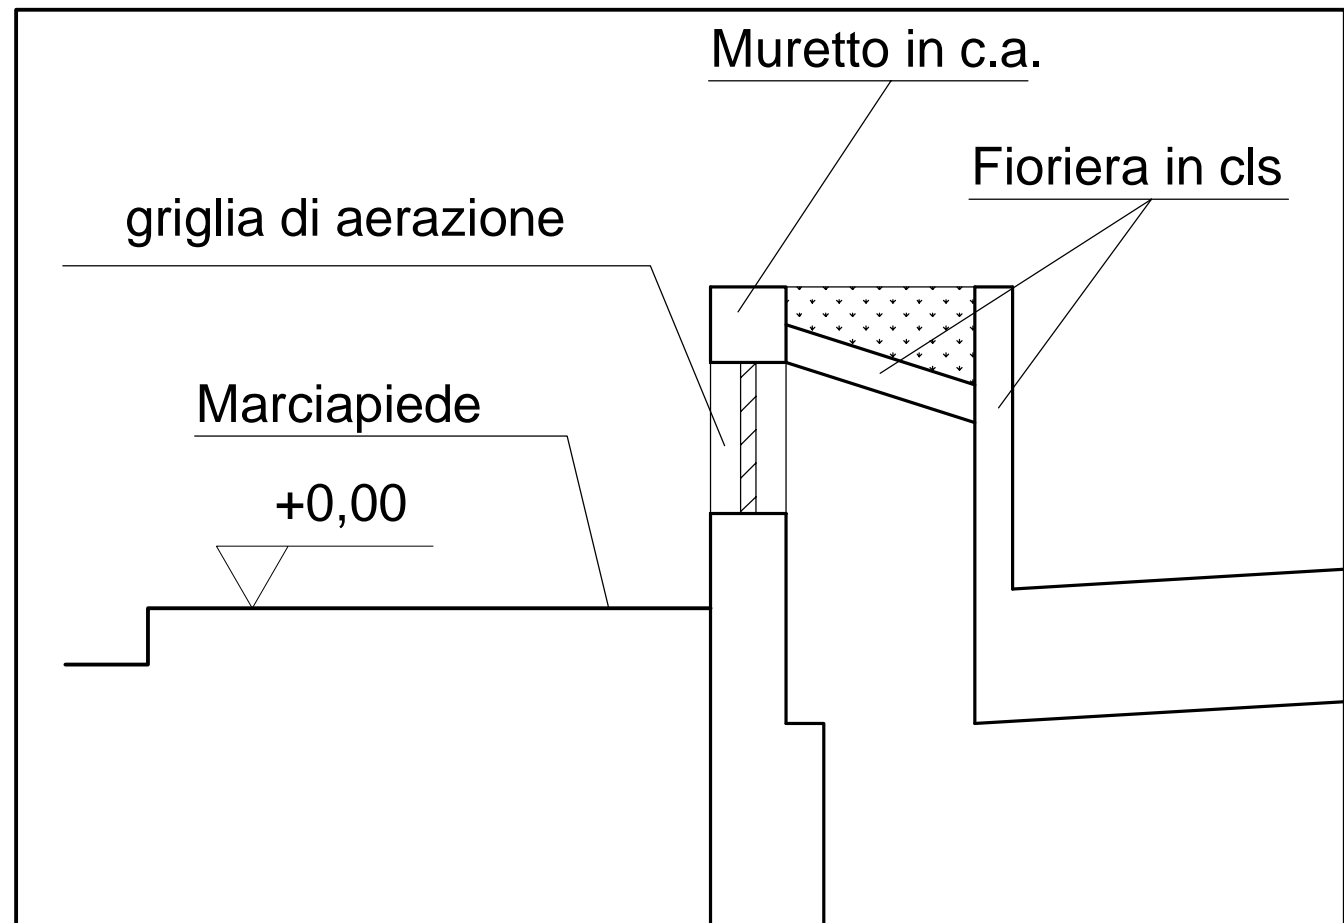 Muretto in c.a.
Fioriera in cls
griglia di aerazione
Marciapiede
+0,00